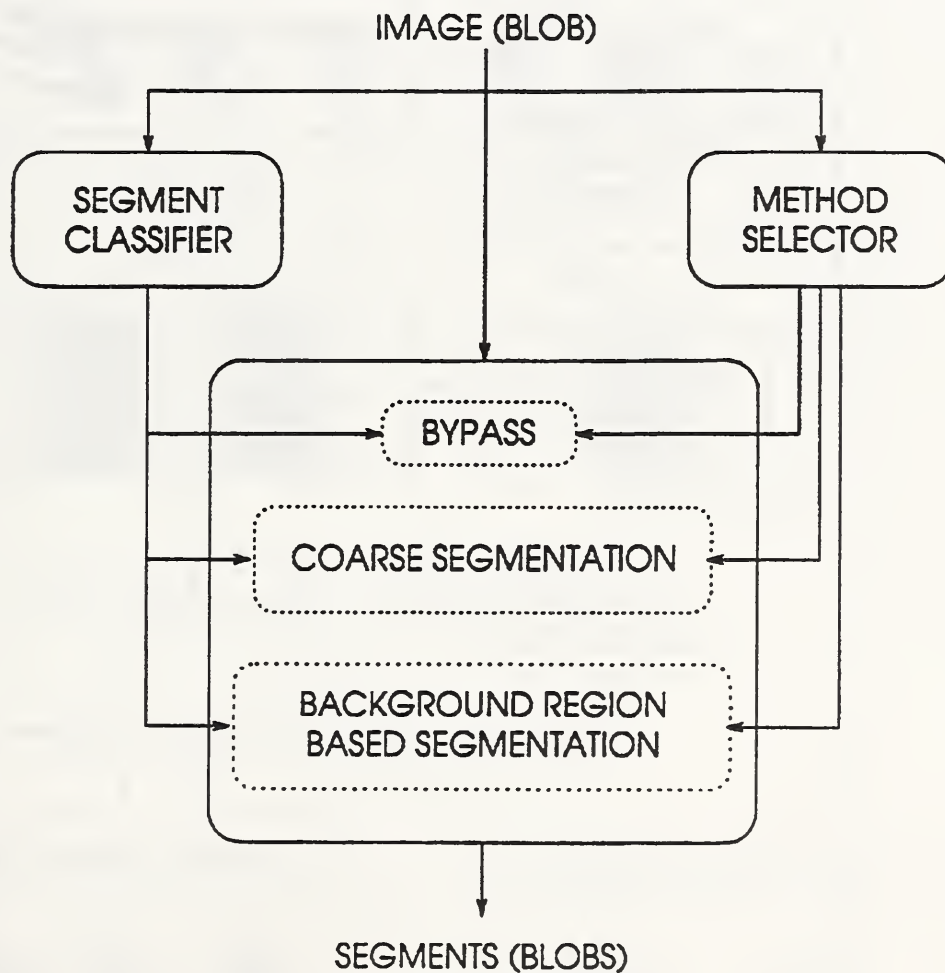 IMAGE (BLOB)
SEGMENT
CLASSIFIER
METHOD
SELECTOR
BYPASS
COARSE SEGMENTATION
BACKGROUND REGION
BASED SEGMENTATION
SEGMENTS (BLOBS)